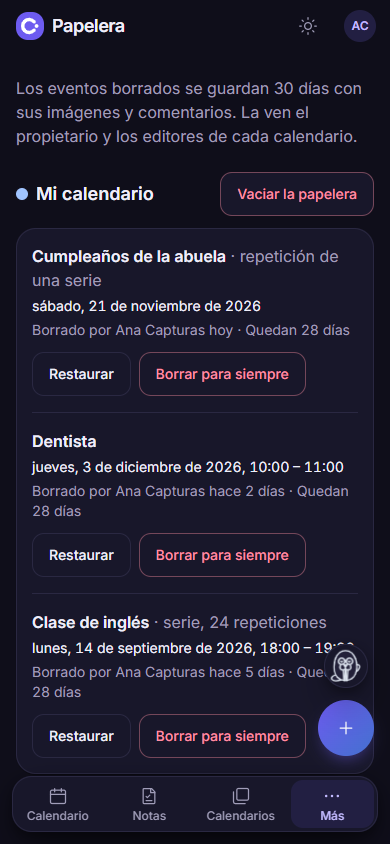 Papelera
AC
Los eventos borrados se guardan 30 días con
sus imágenes y comentarios. La ven el
propietario y los editores de cada calendario.
Mi calendario
Vaciar la papelera
Cumpleaños de la abuela · repetición de
una serie
sábado, 21 de noviembre de 2026
Borrado por Ana Capturas hoy · Quedan 28 días
Restaurar
Borrar para siempre
Dentista
jueves, 3 de diciembre de 2026, 10:00 – 11:00
Borrado por Ana Capturas hace 2 días · Quedan
28 días
Restaurar
Borrar para siempre
Clase de inglés · serie, 24 repeticiones
lunes, 14 de septiembre de 2026, 18:00 –
Borrado por Ana Capturas hace 5 días ·
28 días
Restaurar
Borrar para siempre
Calendario
Notas
Calendarios
Más